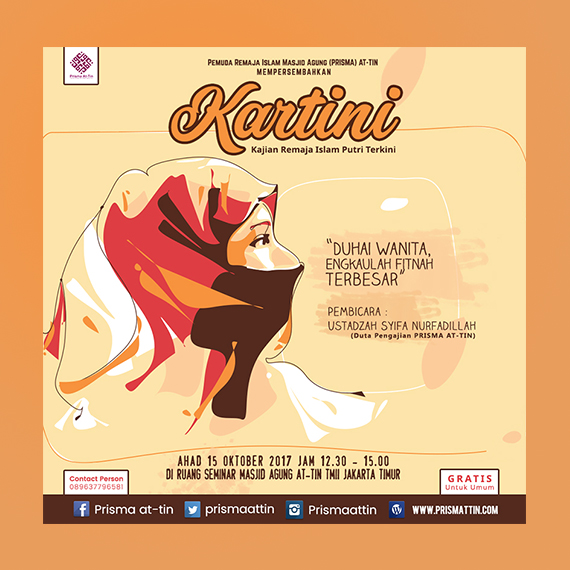 Prisma At-Tin
PEMUDA REMAJA ISLAM MASJID AGUNG (PRISMA) AT-TIN
MEMPERSEMBAHKAN
Kartini
Kajian Remaja Islam Putri Terkini
"DUHAI WANITA,
ENGKAULAH FITNAH
TERBESAR"
PEMBICARA :
USTADZAH SYIFA NURFADILLAH
(Duta Pengajian PRISMA AT-TIN)
AHAD 15 OKTOBER 2017 JAM 12.30 - 15.00
DI RUANG SEMINAR MASJID AGUNG AT-TIN TMII JAKARTA TIMUR
Contact Person
089637796581
GRATIS
Untuk Umum
Prisma at-tin prismaattin Prismaattin WWW.PRISMATTIN.COM